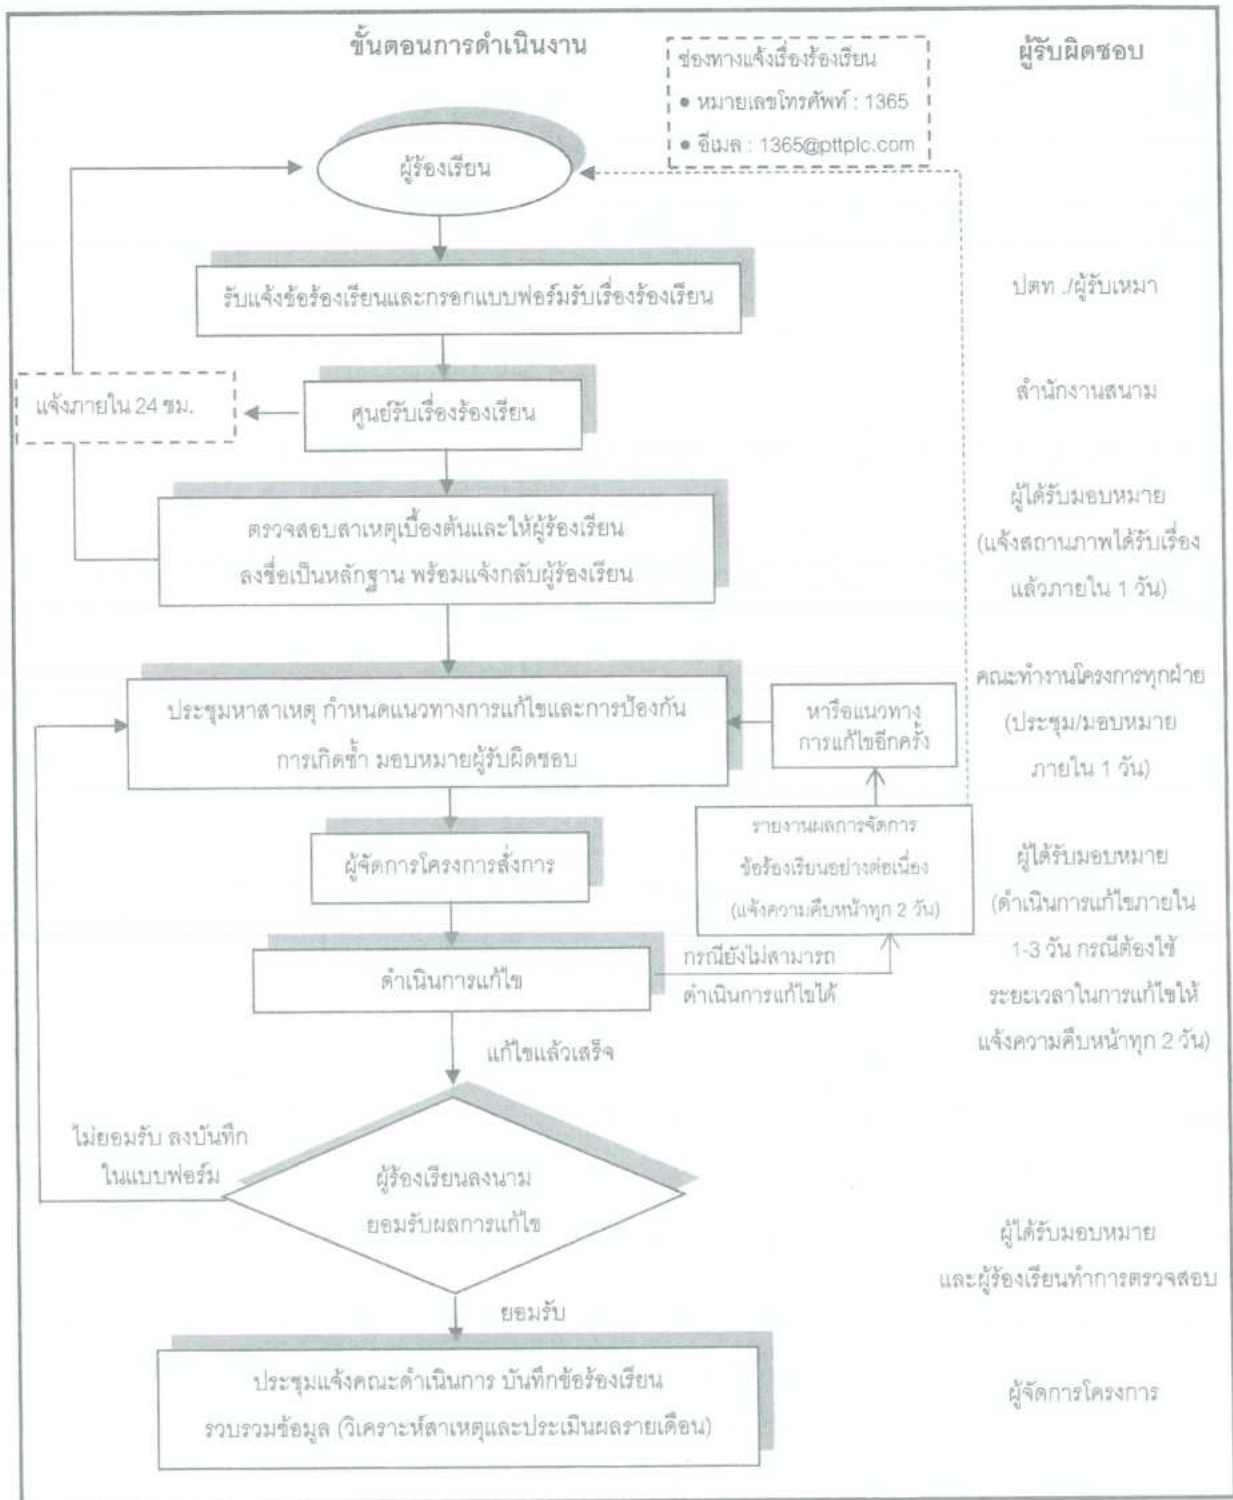 ขั้นตอนการดำเนินงาน
ผู้รับผิดชอบ
ช่องทางแจ้งเรื่องร้องเรียน
• หมายเลขโทรศัพท์ : 1365
• อีเมล : 1365@pttplc.com
ผู้ร้องเรียน
รับแจ้งข้อร้องเรียนและกรอกแบบฟอร์มรับเรื่องร้องเรียน
ปตท ./ผู้รับเหมา
แจ้งภายใน 24 ชม.
ศูนย์รับเรื่องร้องเรียน
สำนักงานสนาม
ตรวจสอบสาเหตุเบื้องต้นและให้ผู้ร้องเรียน
ลงชื่อเป็นหลักฐาน พร้อมแจ้งกลับผู้ร้องเรียน
ผู้ได้รับมอบหมาย
(แจ้งสถานภาพได้รับเรื่อง
แล้วภายใน 1 วัน)
ประชุมหาสาเหตุ กำหนดแนวทางการแก้ไขและการป้องกัน
การเกิดซ้ำ มอบหมายผู้รับผิดชอบ
หารือแนวทาง
การแก้ไขอีกครั้ง
คณะทำงานโครงการทุกฝ่าย
(ประชุม/มอบหมาย
ภายใน 1 วัน)
ผู้จัดการโครงการสั่งการ
รายงานผลการจัดการ
ข้อร้องเรียนอย่างต่อเนื่อง
(แจ้งความคืบหน้าทุก 2 วัน)
ดำเนินการแก้ไข
กรณียังไม่สามารถ
ดำเนินการแก้ไขได้
ผู้ได้รับมอบหมาย
(ดำเนินการแก้ไขภายใน
1-3 วัน กรณีต้องใช้
ระยะเวลาในการแก้ไขให้
แจ้งความคืบหน้าทุก 2 วัน)
แก้ไขแล้วเสร็จ
ไม่ยอมรับ ลงบันทึก
ในแบบฟอร์ม
ผู้ร้องเรียนลงนาม
ยอมรับผลการแก้ไข
ผู้ได้รับมอบหมาย
และผู้ร้องเรียนทำการตรวจสอบ
ยอมรับ
ประชุมแจ้งคณะดำเนินการ บันทึกข้อร้องเรียน
รวบรวมข้อมูล (วิเคราะห์สาเหตุและประเมินผลรายเดือน)
ผู้จัดการโครงการ